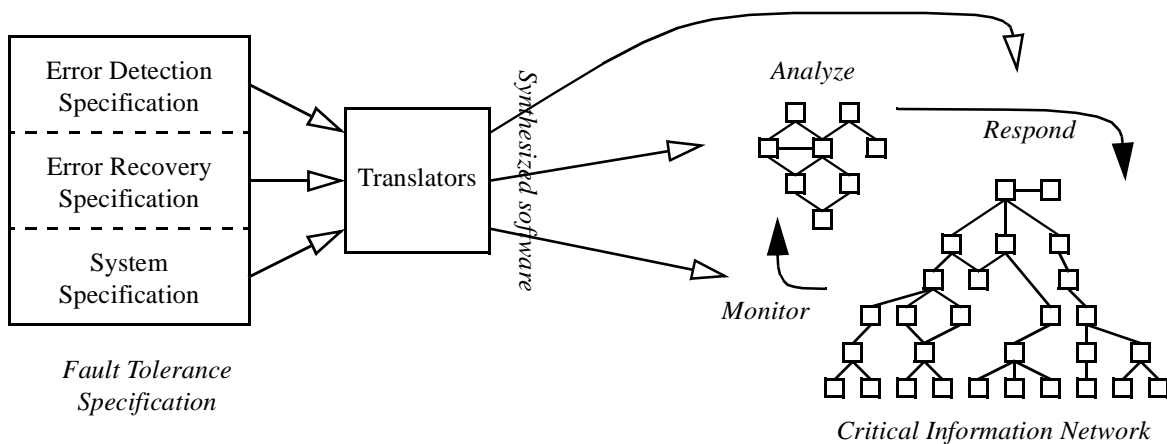 Error Detection
Specification
Error Recovery
Specification
System
Specification
Fault Tolerance
Specification
Translators
Synthesized software
Analyze
Respond
Monitor
Critical Information Network